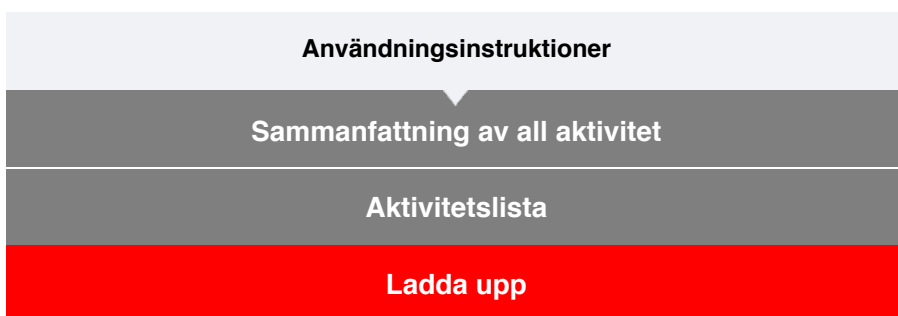 Användningsinstruktioner
Sammanfattning av all aktivitet
Aktivitetslista
Ladda upp